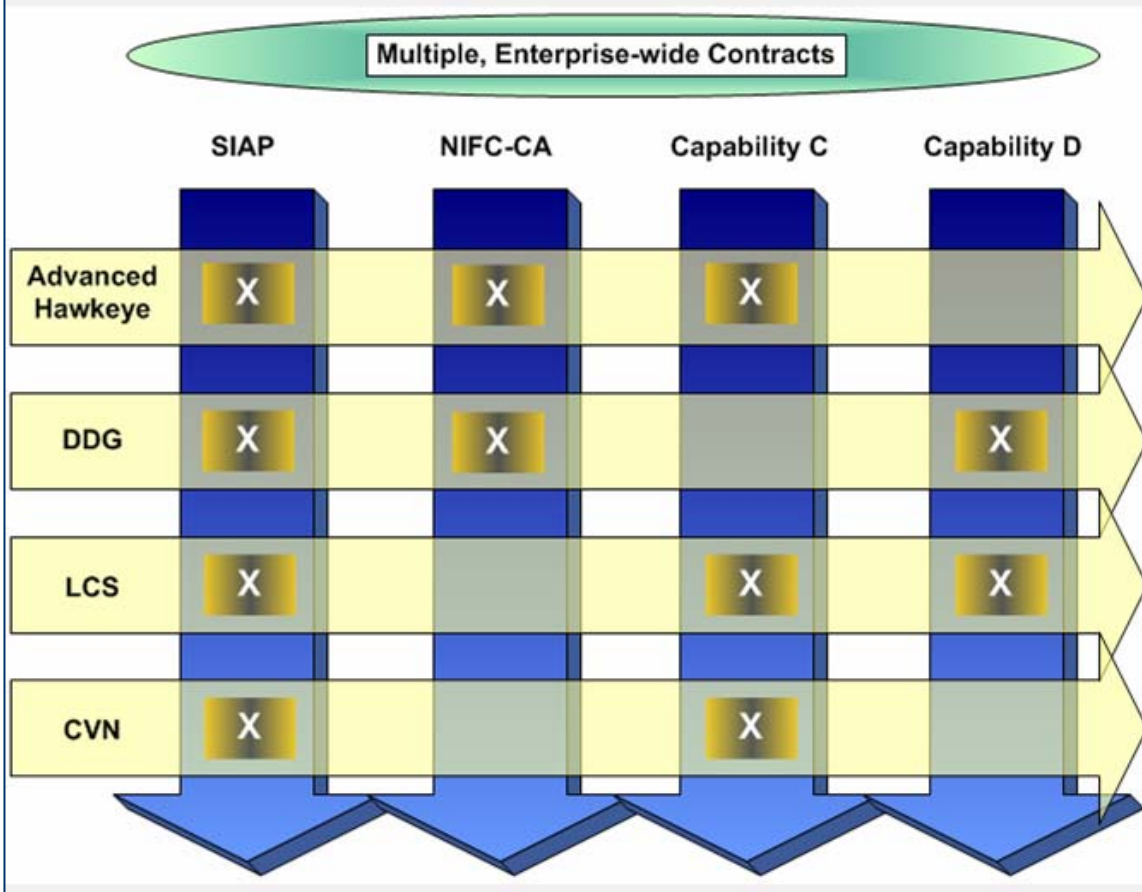 Multiple, Enterprise-wide Contracts
SIAP NIFC-CA Capability C Capability D
Advanced
Hawkeye
X X X
DDG
X X X
LCS
X X X
CVN
X X